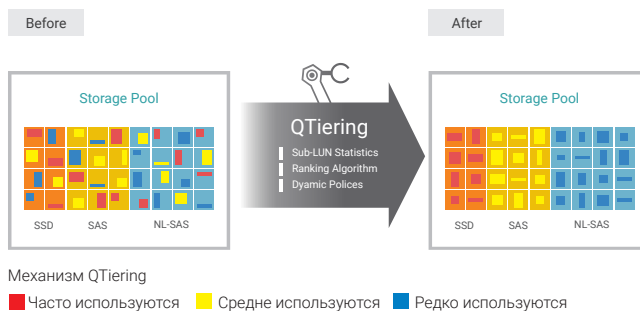 Before
After
Storage Pool
SSD
SAS
NL-SAS
QTiering
Sub-LUN Statistics
Ranking Algorithm
Dyamic Polices
Storage Pool
SSD
SAS
NL-SAS
Механизм QTiering
Часто используются
Средне используются
Редко используются